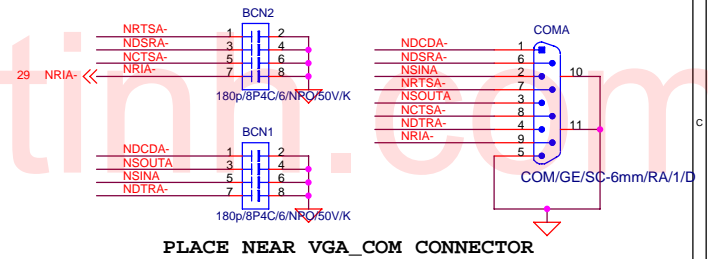 BCN2
NRTSA- 1 2
NDSRA- 3 4
NCTSA- 5 6
29 NRIA- NRIA- 7 8
180p/8P4C/6/NPO/50V/K
BCN1
NDCDA- 1 2
NSOUTA 3 4
NSINA 5 6
NDTRA- 7 8
180p/8P4C/6/NPO/50V/K
COMA
NDCDA- 1
NDSRA- 6
NSINA 2 10
NRTSA- 7
NSOUTA 3
NCTSA- 8
NDTRA- 4 11
NRIA- 9
5
COM/GE/SC-6mm/RA/1/D
C
PLACE NEAR VGA_COM CONNECTOR
tinh.com